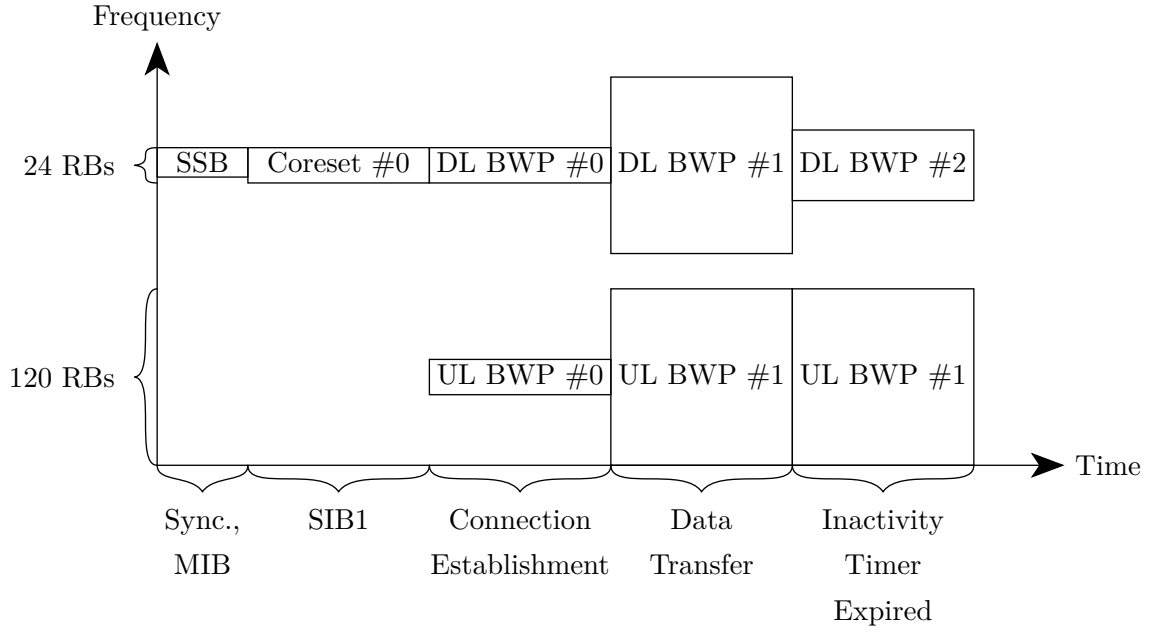 Frequency
24 RBs
SSB
Coreset #0
DL BWP #0
DL BWP #1
DL BWP #2
120 RBs
UL BWP #0
UL BWP #1
UL BWP #1
Time
Sync.,
MIB
SIB1
Connection
Establishment
Data
Transfer
Inactivity
Timer
Expired